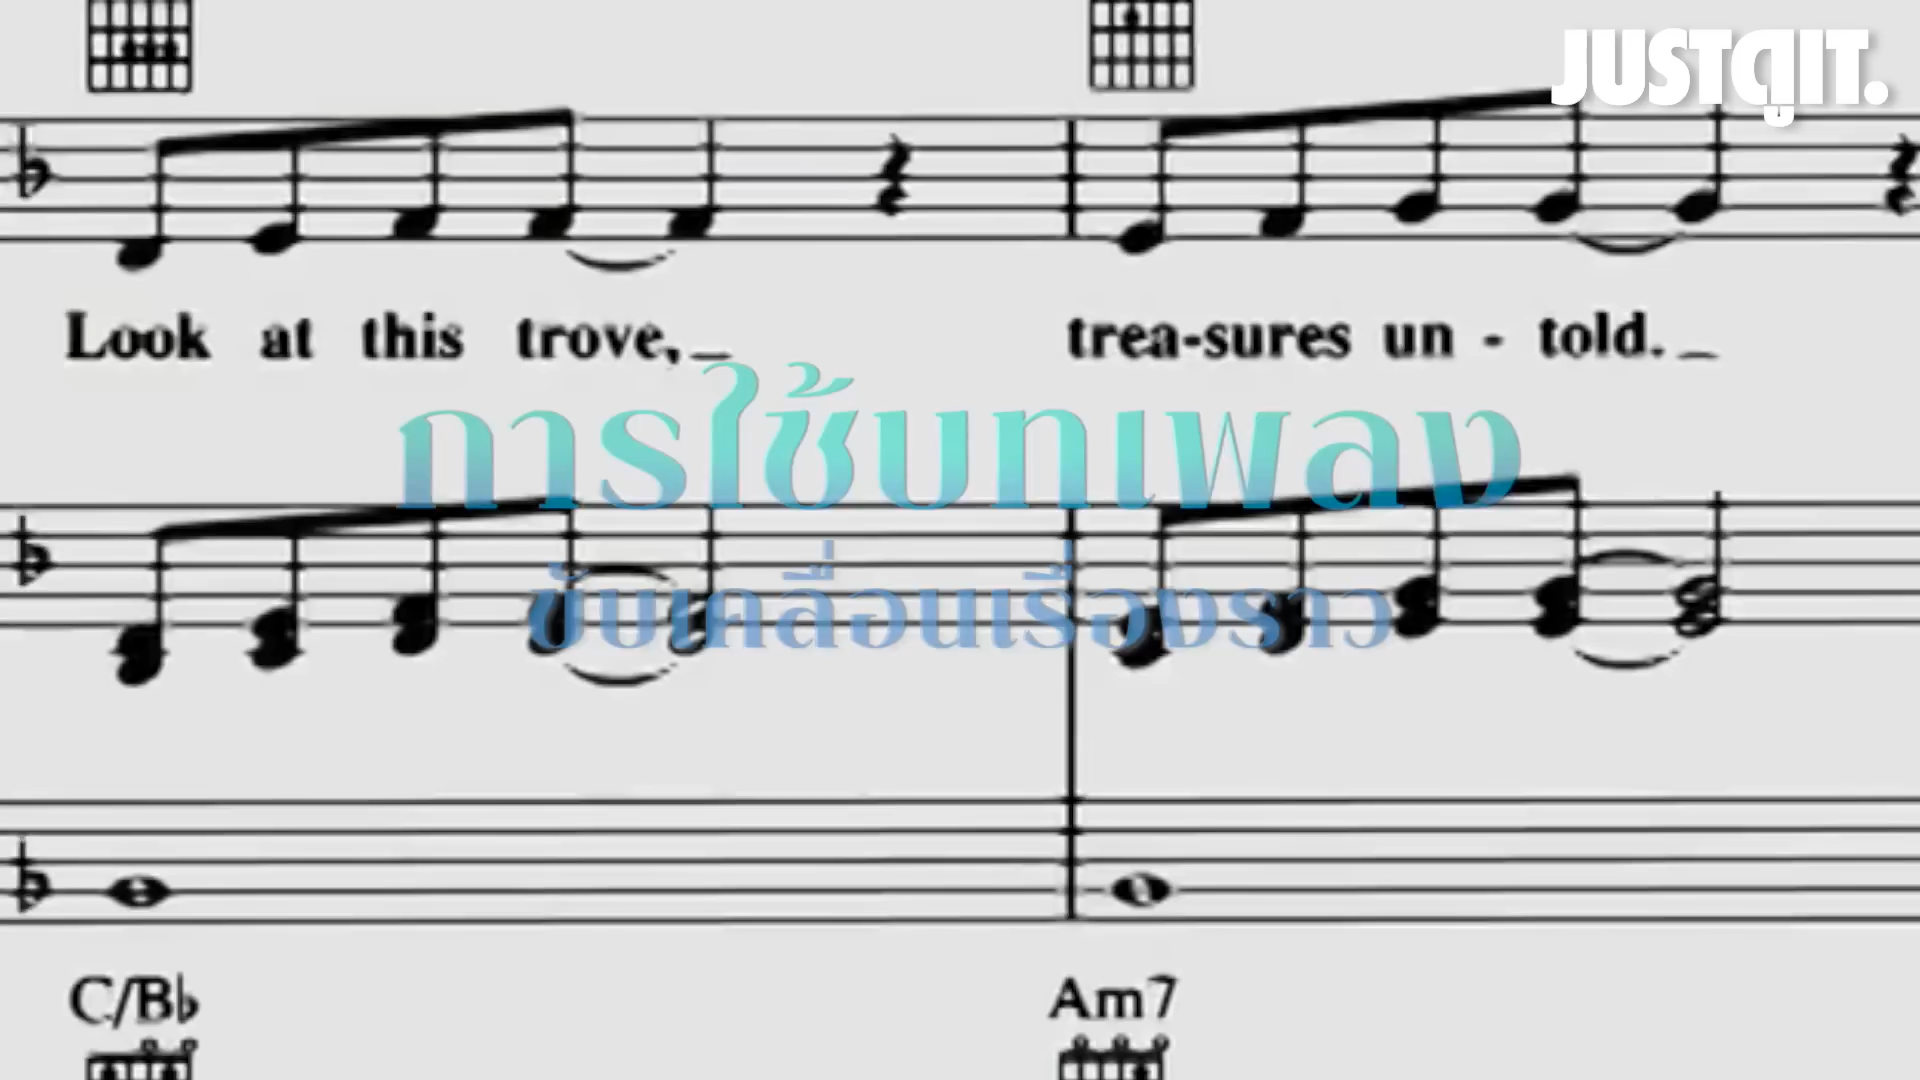 JUSTดูIT.
Look at this trove,_ trea-sures un - told._
การใช้บทเพลง
ขับเคลื่อนเรื่องราว
C/B♭ Am7